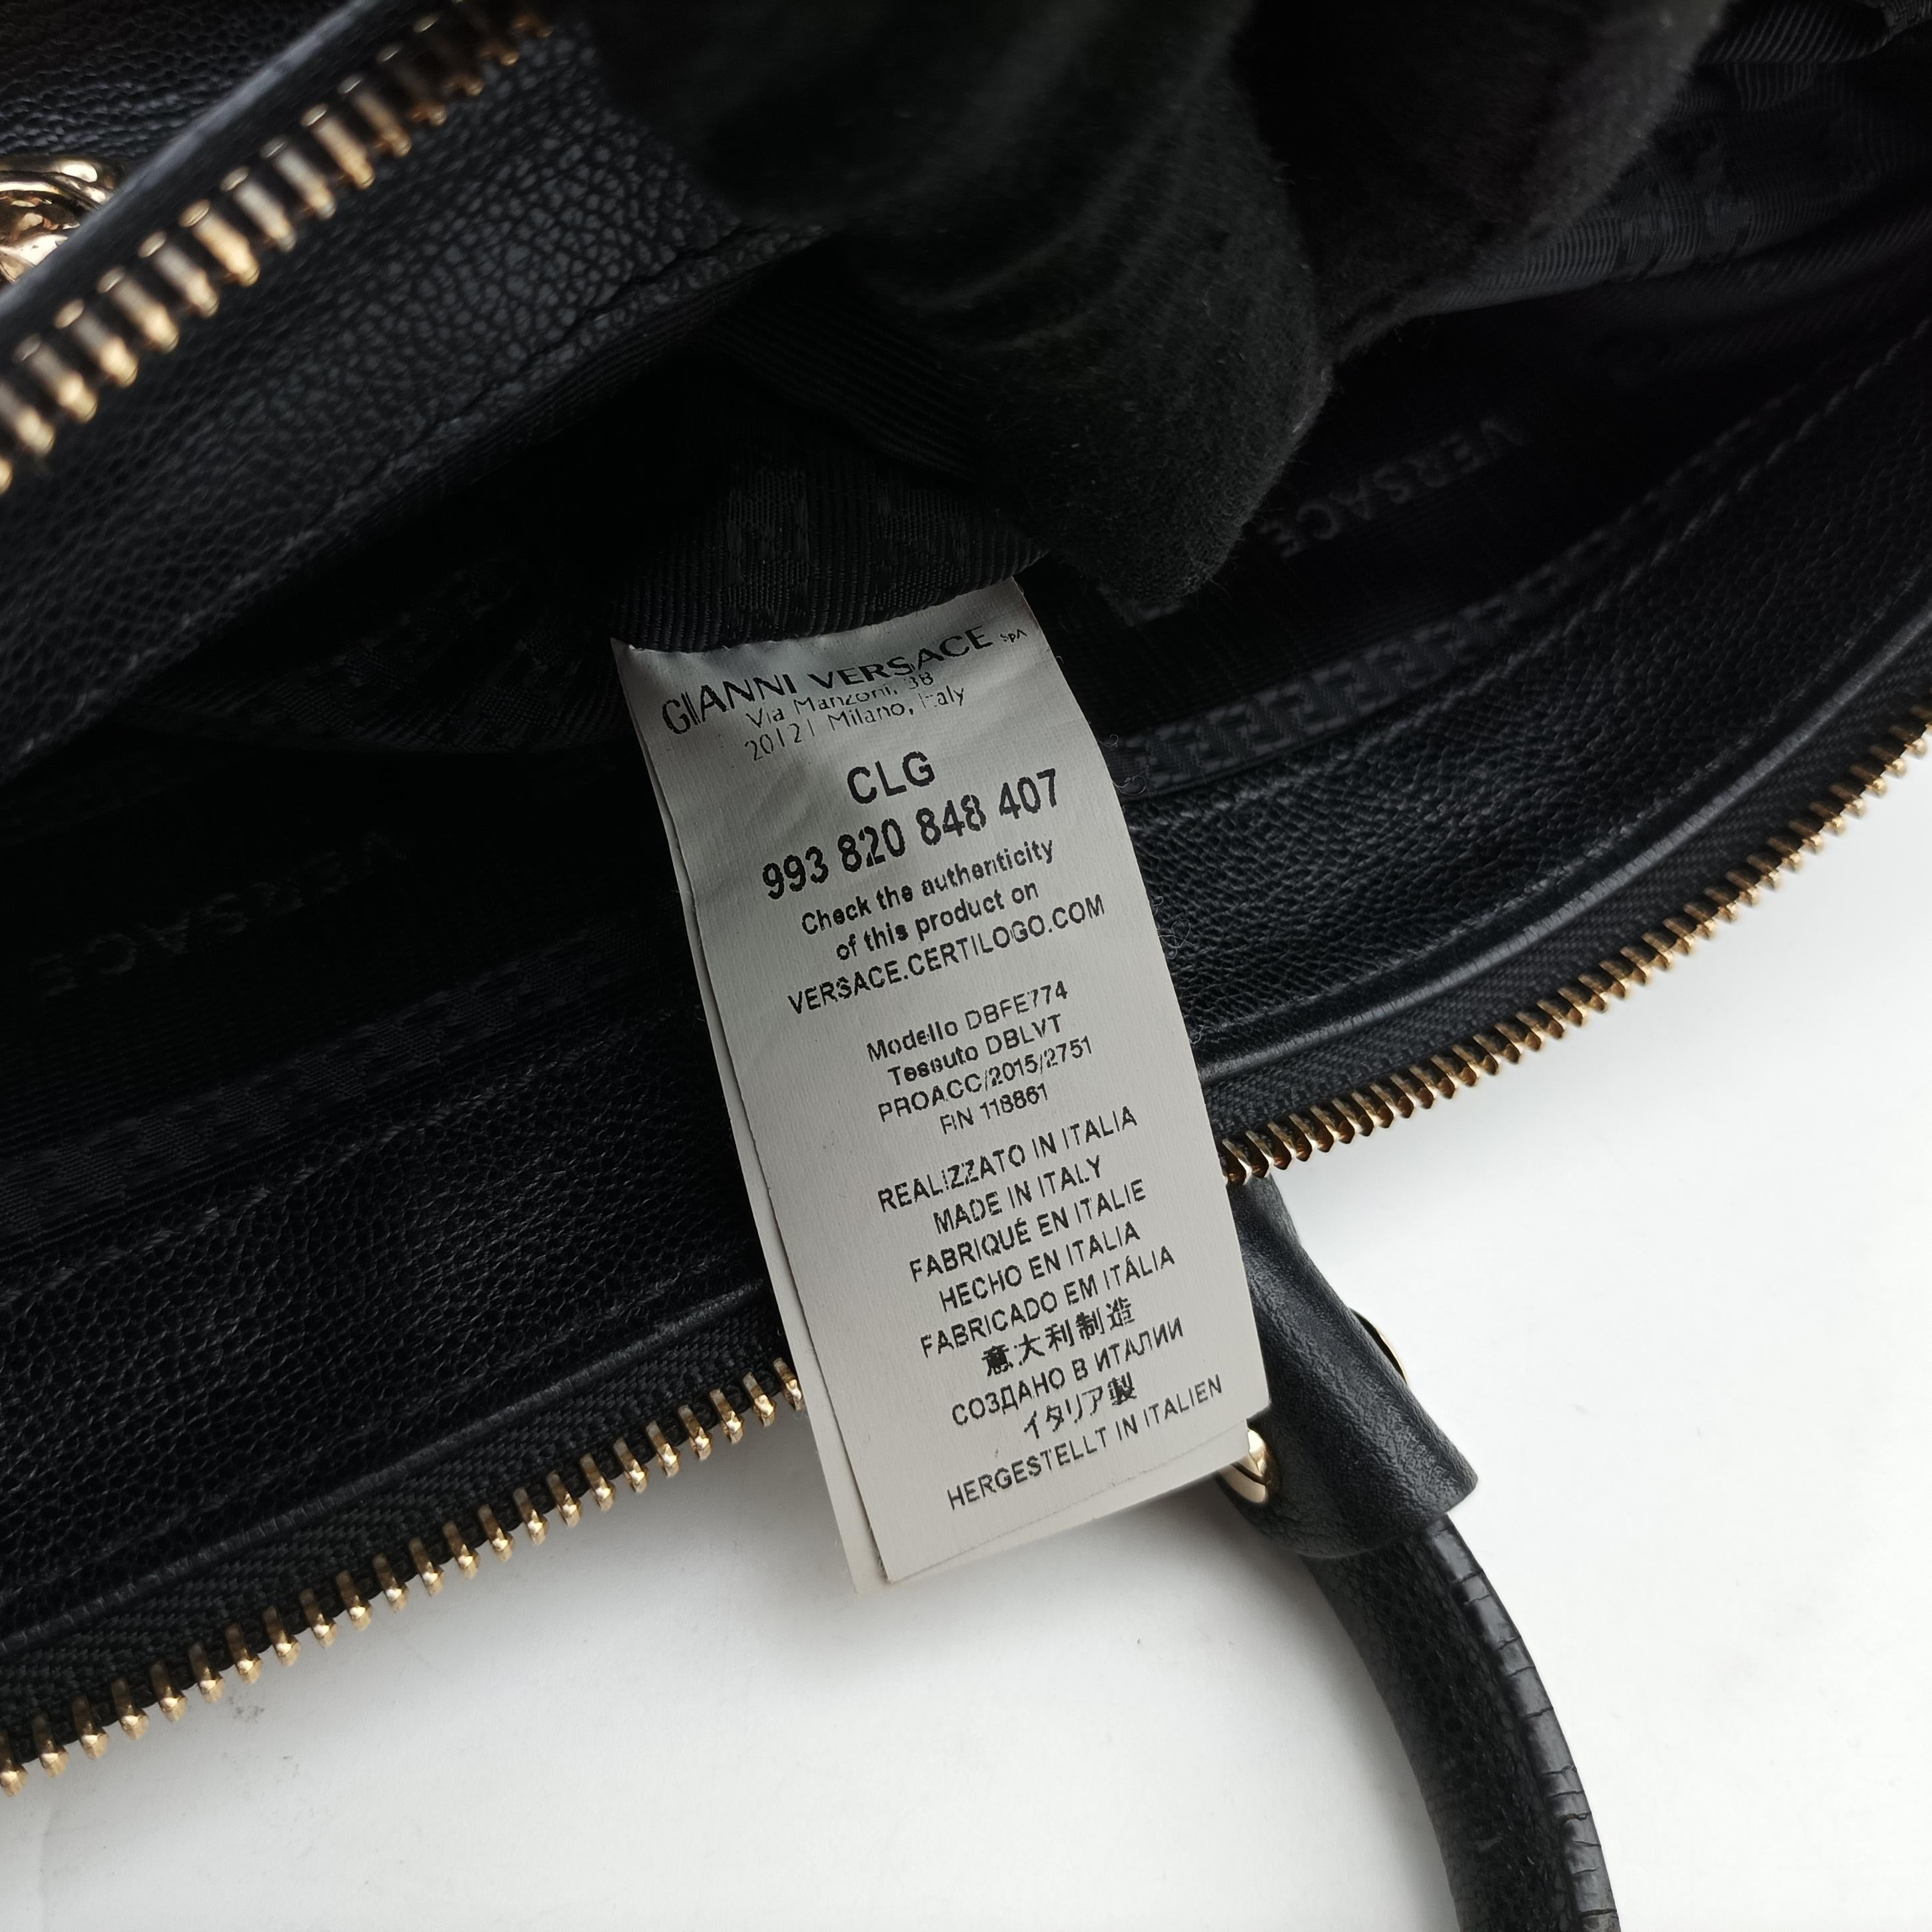 VERSACE
VERSACE
GIANNI VERSACE SpA
Via Manzoni, 38
20121 Milano, Italy
CLG
993 820 848 407
Check the authenticity
of this product on
VERSACE.CERTILOGO.COM
Modello DBFE774
Tessuto DBLVT
PROACC/2015/2751
RN 118861
REALIZZATO IN ITALIA
MADE IN ITALY
FABRIQUÉ EN ITALIE
HECHO EN ITALIA
FABRICADO EM ITÁLIA
意大利制造
СОЗДАНО В ИТАЛИИ
イタリア製
HERGESTELLT IN ITALIEN